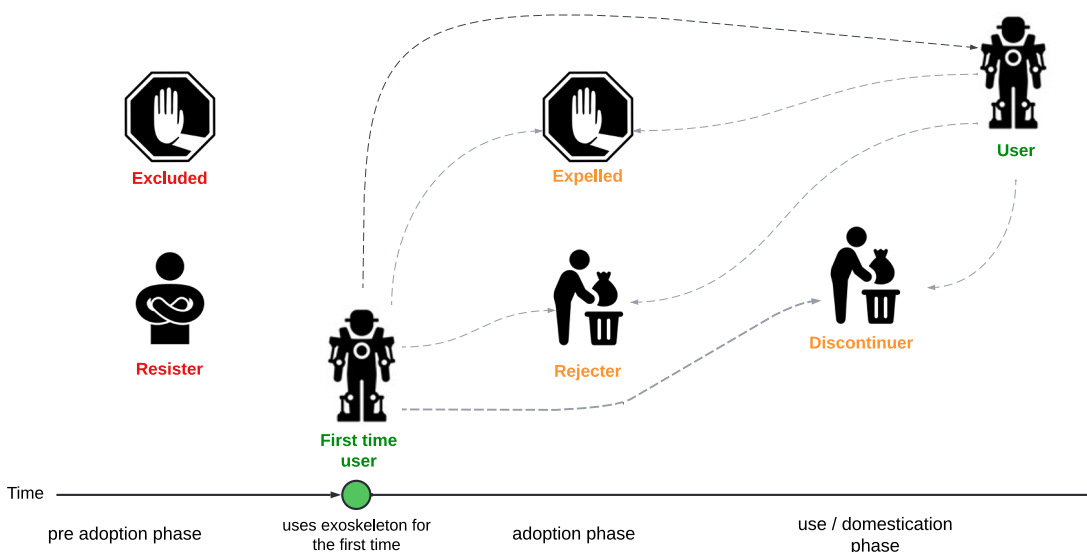 Excluded
Expelled
User
Resister
Rejecter
Discontinuer
First time
user
Time
pre adoption phase
uses exoskeleton for
the first time
adoption phase
use / domestication
phase